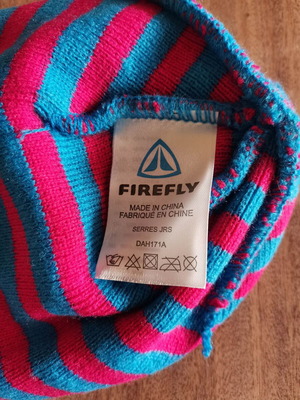 FIREFLY
MADE IN CHINA
FABRIQUÉ EN CHINE
SERRES JRS
DAH171A